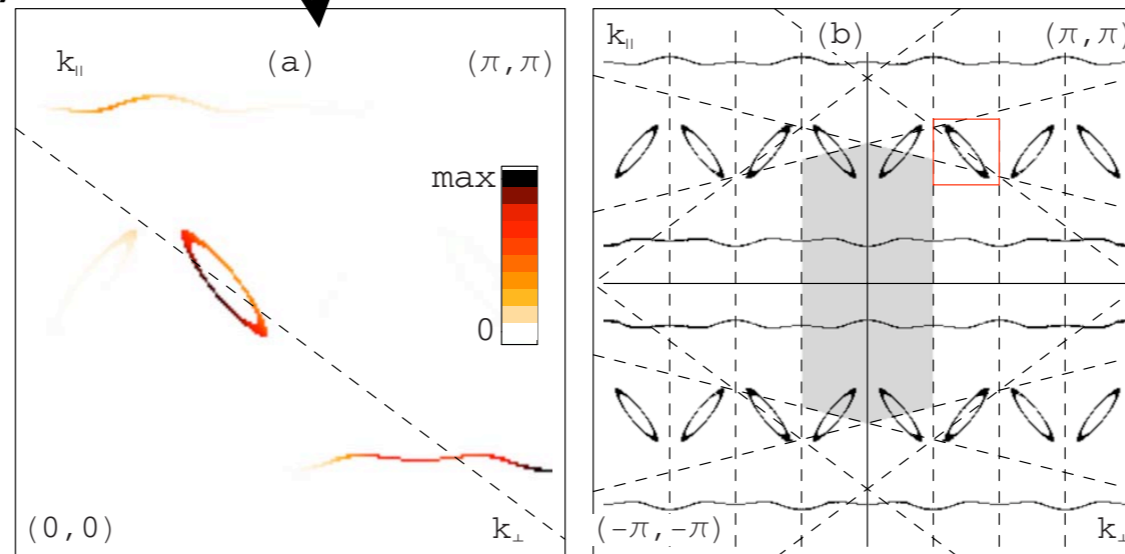 k∥ (a) (π,π)
max
0
(0,0) k⊥
k∥ (b) (π,π)
(-π,-π) k⊥